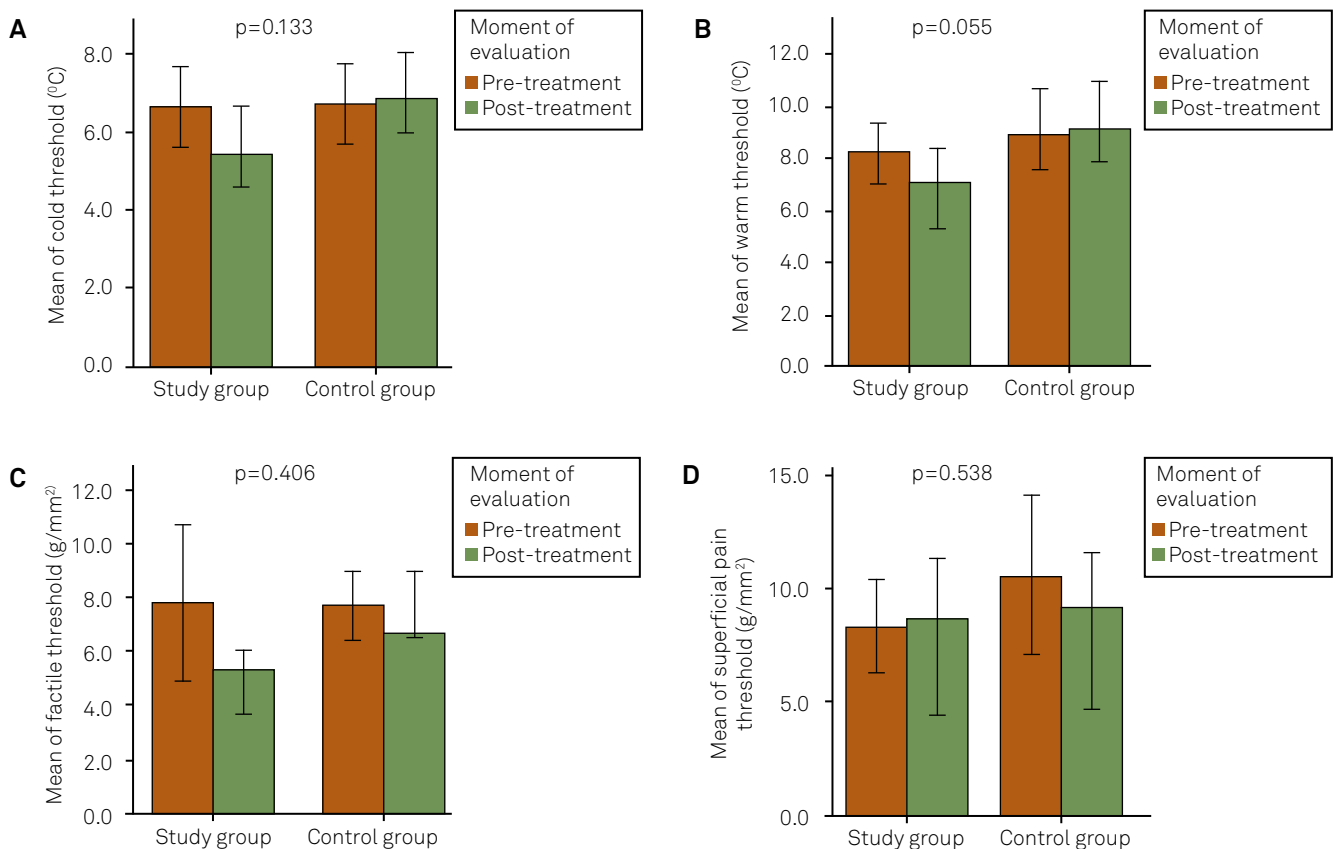 A
p=0.133
Moment of
evaluation
Pre-treatment
Post-treatment
Mean of cold threshold (⁰C)
8.0
6.0
4.0
2.0
0.0
Study group
Control group
B
p=0.055
Moment of
evaluation
Pre-treatment
Post-treatment
Mean of warm threshold (⁰C)
12.0
10.0
8.0
6.0
4.0
2.0
0.0
Study group
Control group
C
p=0.406
Moment of
evaluation
Pre-treatment
Post-treatment
Mean of factile threshold (g/mm²)
12.0
10.0
8.0
6.0
4.0
2.0
0.0
Study group
Control group
D
p=0.538
Moment of
evaluation
Pre-treatment
Post-treatment
Mean of superficial pain
threshold (g/mm²)
15.0
10.0
5.0
0.0
Study group
Control group